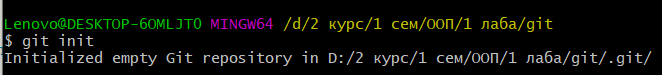 Lenovo@DESKTOP-6OMLJT0 MINGW64 /d/2 курс/1 сем/ООП/1 лаба/git
$ git init
Initialized empty Git repository in D:/2 курс/1 сем/ООП/1 лаба/git/.git/